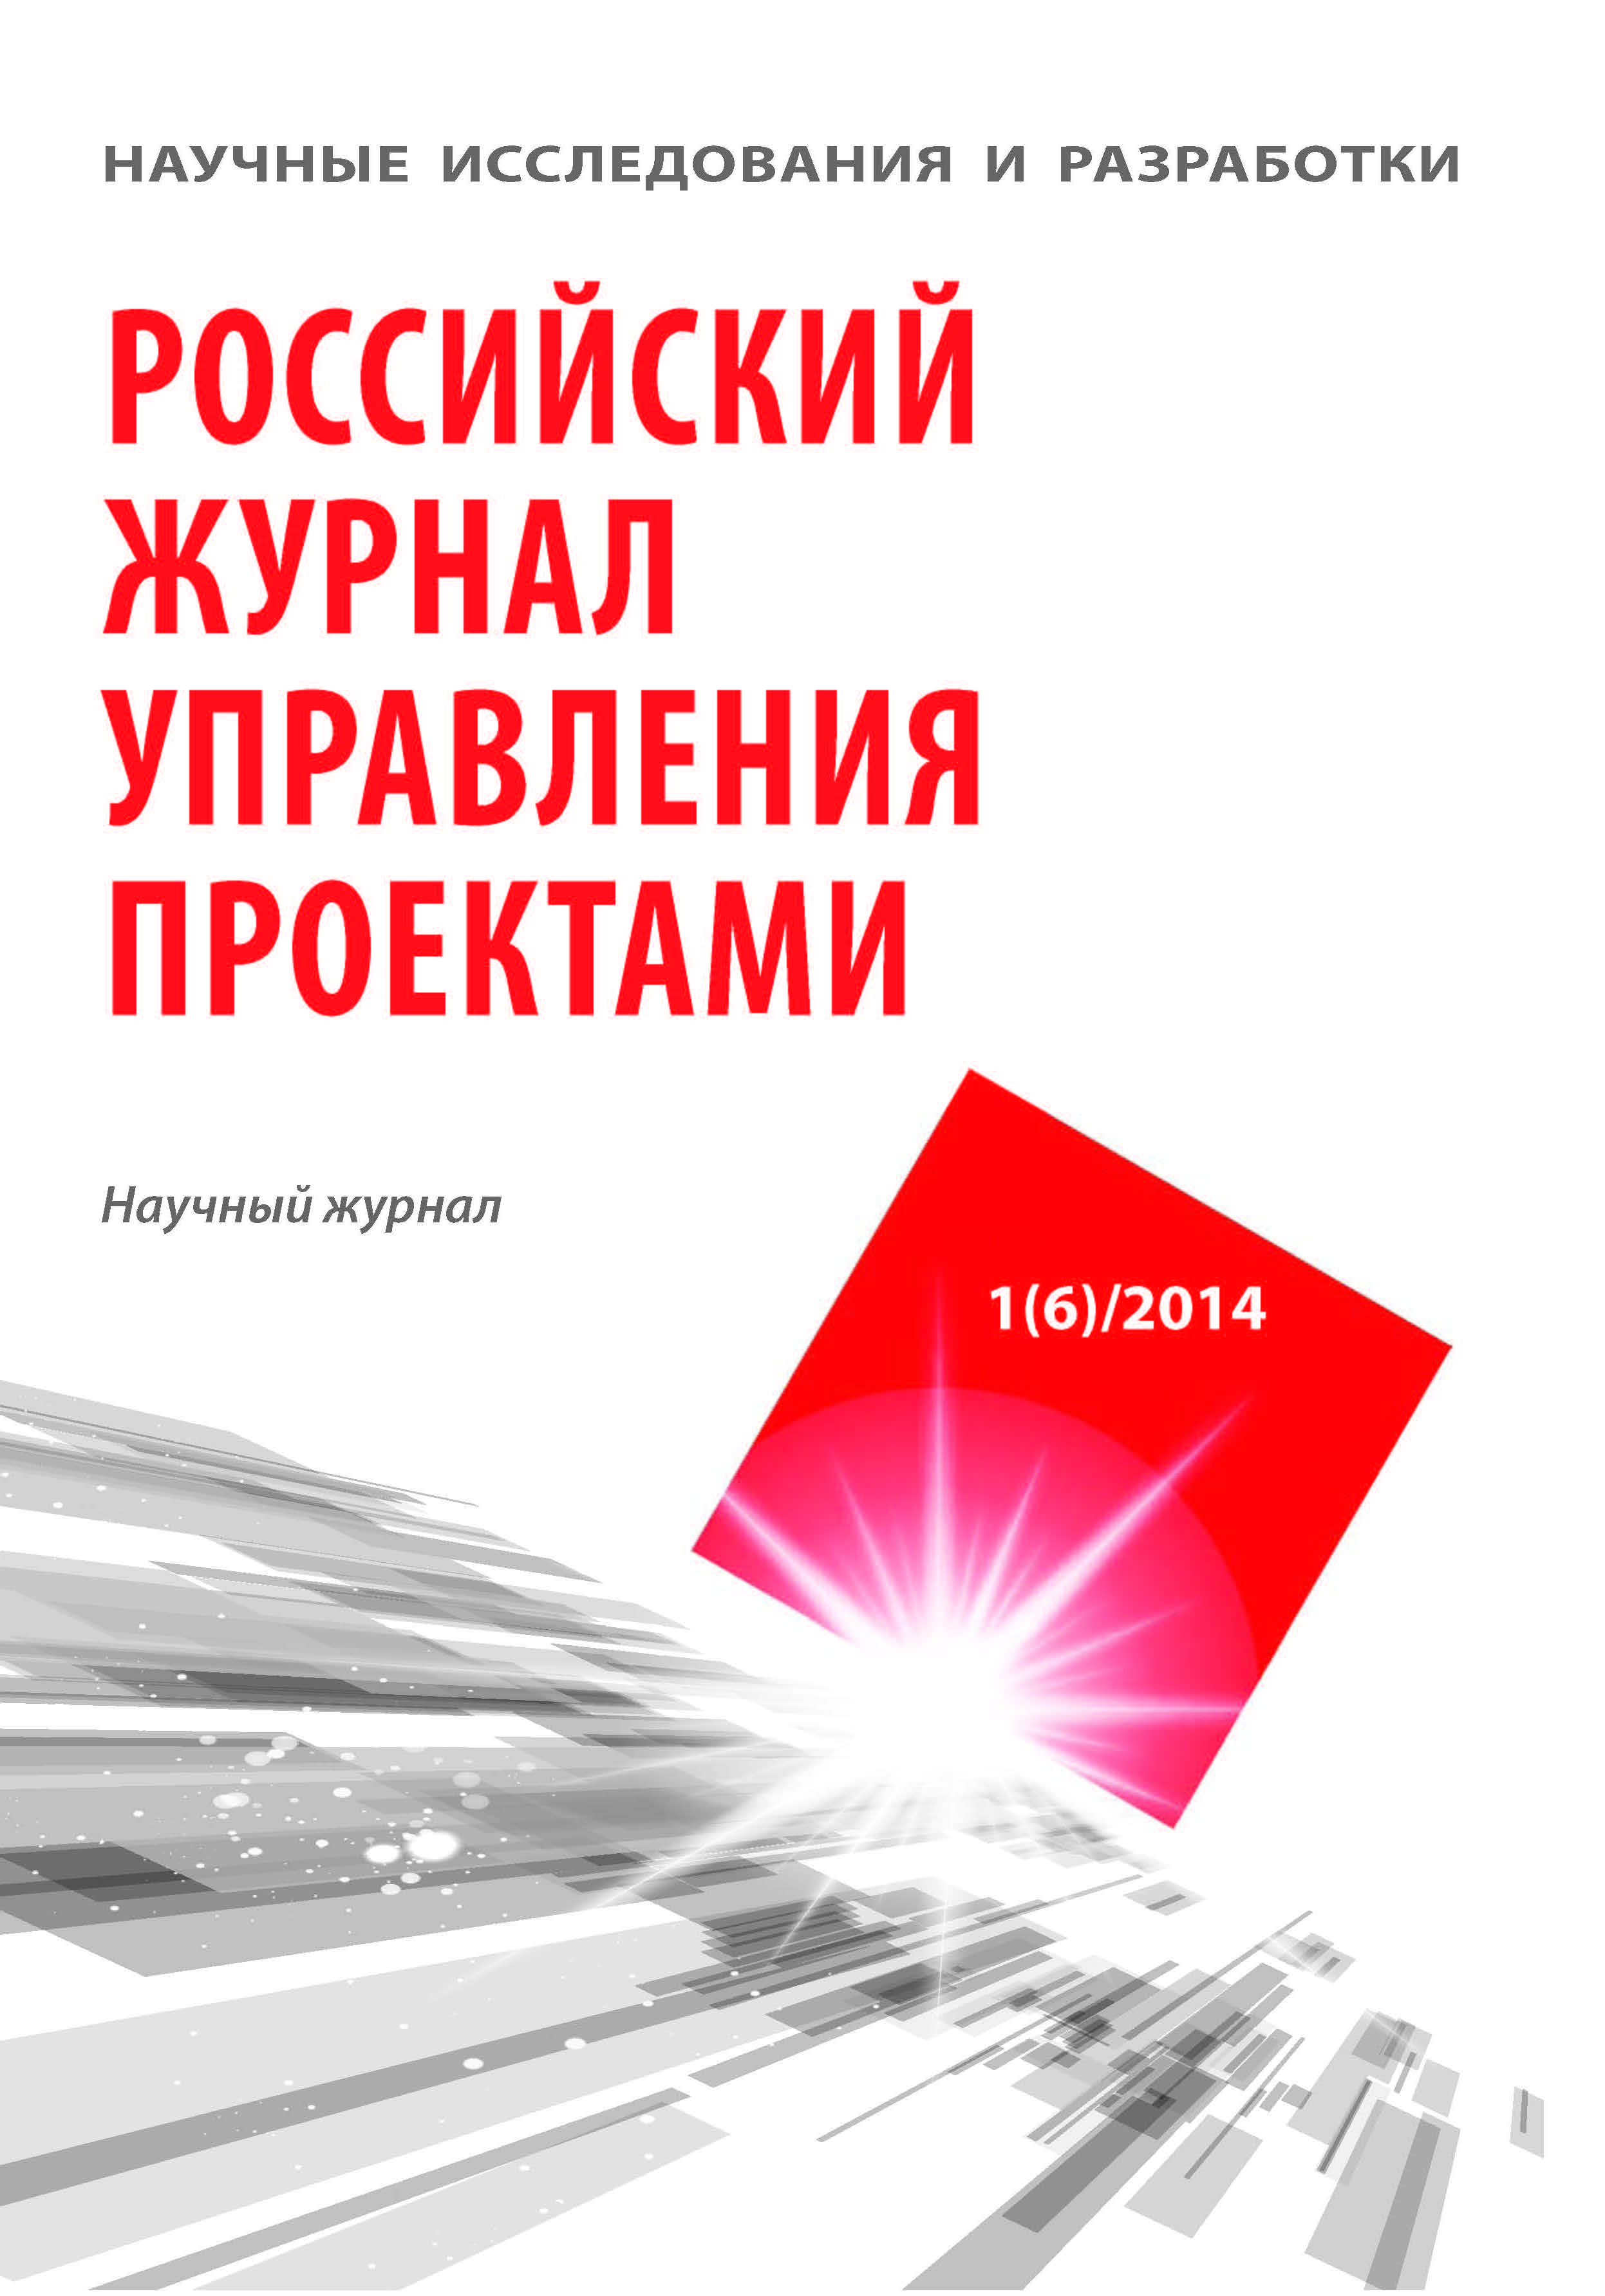 НАУЧНЫЕ ИССЛЕДОВАНИЯ И РАЗРАБОТКИ
РОССИЙСКИЙ
ЖУРНАЛ
УПРАВЛЕНИЯ
ПРОЕКТАМИ
Научный журнал
1(6)/2014